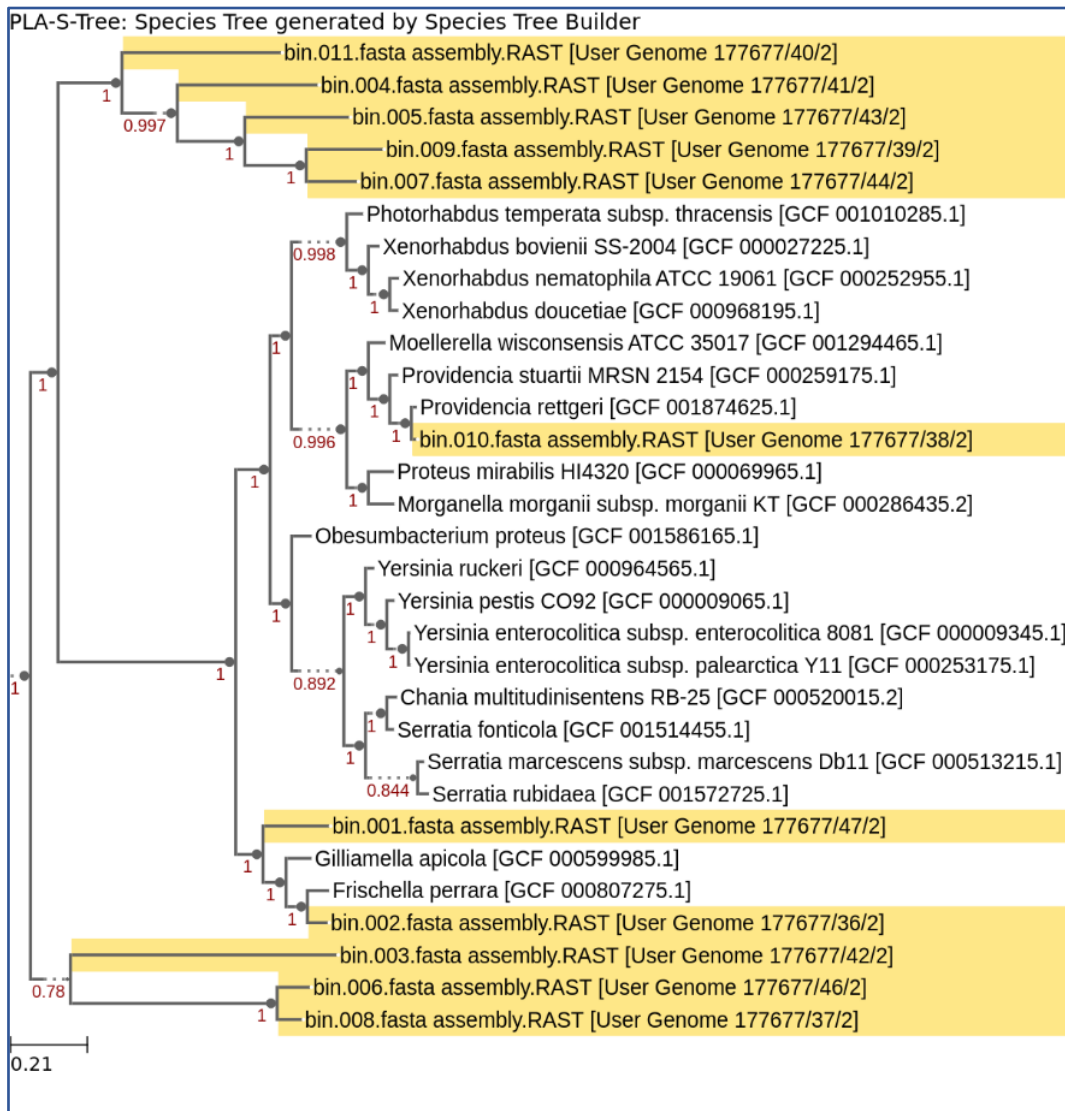 PLA-S-Tree: Species Tree generated by Species Tree Builder
bin.011.fasta assembly.RAST [User Genome 177677/40/2]
1
bin.004.fasta assembly.RAST [User Genome 177677/41/2]
0.997
bin.005.fasta assembly.RAST [User Genome 177677/43/2]
1
bin.009.fasta assembly.RAST [User Genome 177677/39/2]
1
bin.007.fasta assembly.RAST [User Genome 177677/44/2]
Photorhabdus temperata subsp. thracensis [GCF 001010285.1]
0.998
Xenorhabdus bovienii SS-2004 [GCF 000027225.1]
1
Xenorhabdus nematophila ATCC 19061 [GCF 000252955.1]
1
Xenorhabdus doucetiae [GCF 000968195.1]
1
Moellerella wisconsensis ATCC 35017 [GCF 001294465.1]
1
1
Providencia stuartii MRSN 2154 [GCF 000259175.1]
1
Providencia rettgeri [GCF 001874625.1]
0.996
1
bin.010.fasta assembly.RAST [User Genome 177677/38/2]
Proteus mirabilis HI4320 [GCF 000069965.1]
1
1
Morganella morganii subsp. morganii KT [GCF 000286435.2]
Obesumbacterium proteus [GCF 001586165.1]
Yersinia ruckeri [GCF 000964565.1]
1
1
Yersinia pestis CO92 [GCF 000009065.1]
1
Yersinia enterocolitica subsp. enterocolitica 8081 [GCF 000009345.1]
1
Yersinia enterocolitica subsp. palearctica Y11 [GCF 000253175.1]
1
1
0.892
Chania multitudinisentens RB-25 [GCF 000520015.2]
1
Serratia fonticola [GCF 001514455.1]
1
Serratia marcescens subsp. marcescens Db11 [GCF 000513215.1]
0.844
Serratia rubidaea [GCF 001572725.1]
bin.001.fasta assembly.RAST [User Genome 177677/47/2]
1
Gilliamella apicola [GCF 000599985.1]
1
Frischella perrara [GCF 000807275.1]
1
bin.002.fasta assembly.RAST [User Genome 177677/36/2]
bin.003.fasta assembly.RAST [User Genome 177677/42/2]
0.78
bin.006.fasta assembly.RAST [User Genome 177677/46/2]
1
bin.008.fasta assembly.RAST [User Genome 177677/37/2]
0.21